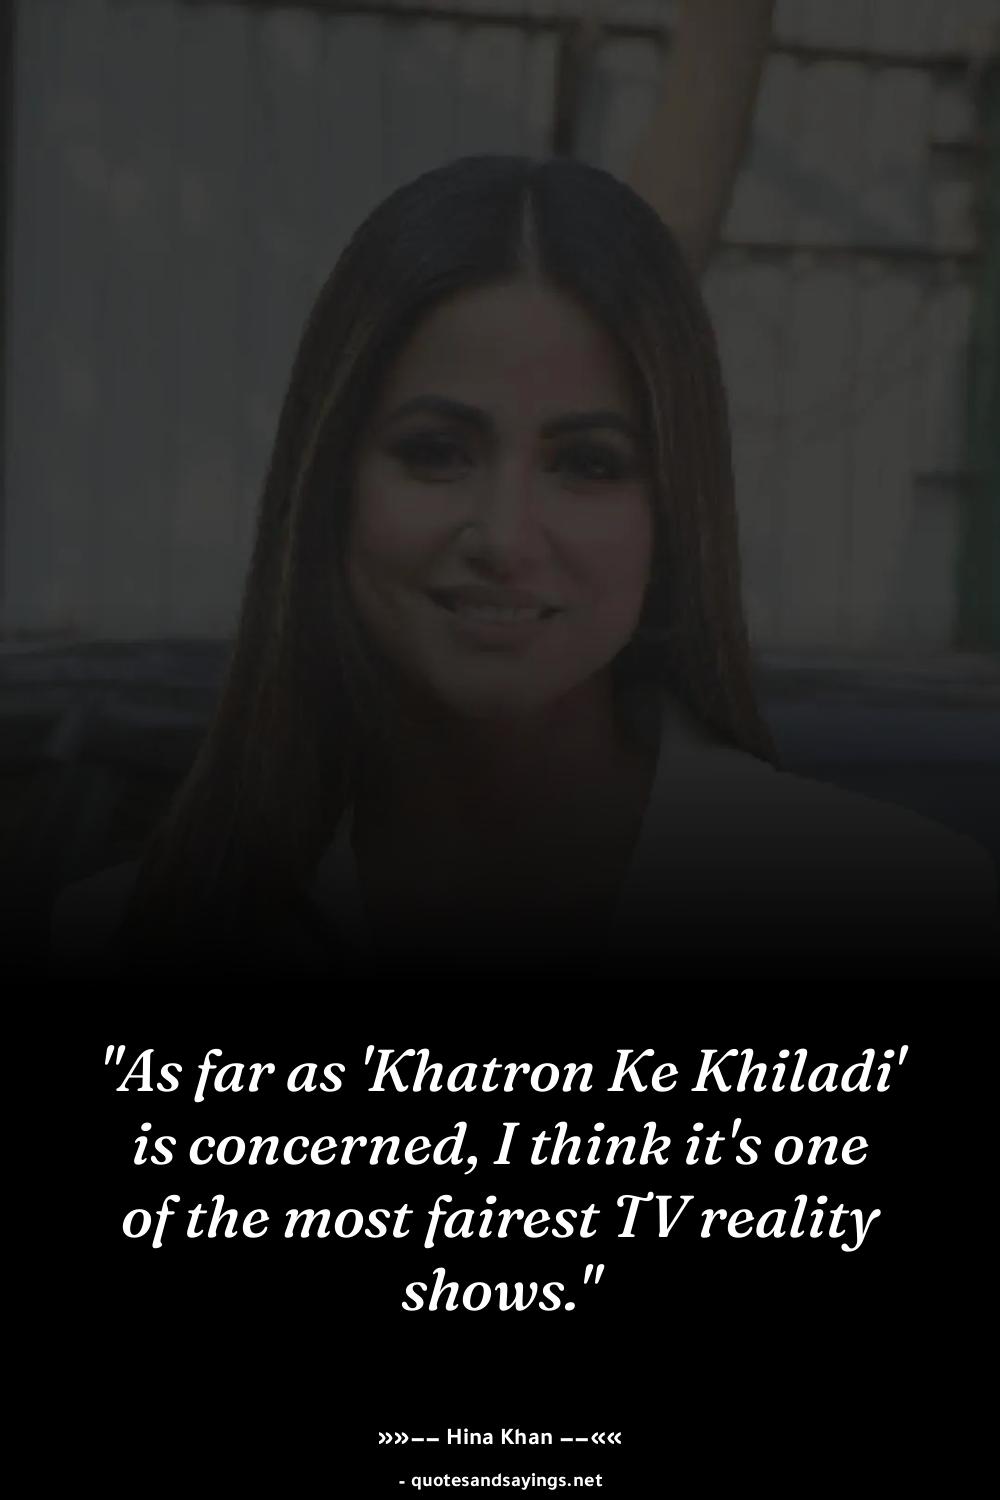 "As far as 'Khatron Ke Khiladi'
is concerned, I think it's one
of the most fairest TV reality
shows."
»»−− Hina Khan −−««
- quotesandsayings.net